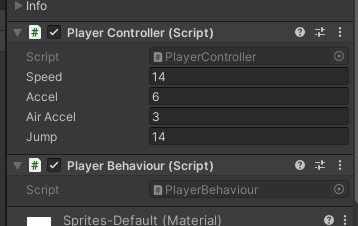 Info
Player Controller (Script)
Script PlayerController
Speed 14
Accel 6
Air Accel 3
Jump 14
Player Behaviour (Script)
Script PlayerBehaviour
Sprites-Default (Material)